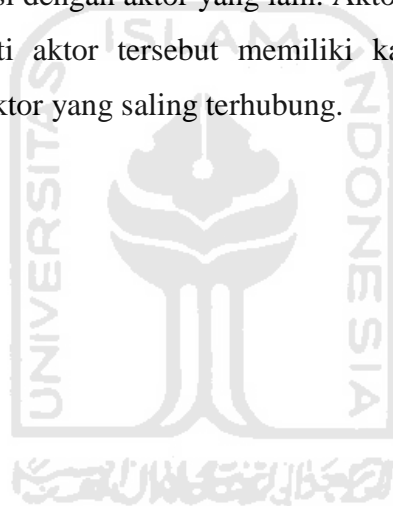 si dengan aktor yang lain. Akto
ti aktor tersebut memiliki ka
ktor yang saling terhubung.
ISLAM
UNIVERSITAS
INDONESIA